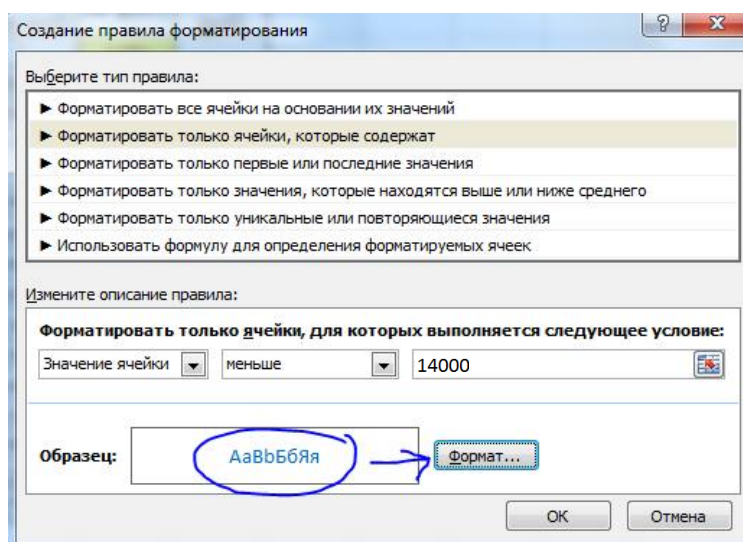 Создание правила форматирования
Выберите тип правила:
► Форматировать все ячейки на основании их значений
► Форматировать только ячейки, которые содержат
► Форматировать только первые или последние значения
► Форматировать только значения, которые находятся выше или ниже среднего
► Форматировать только уникальные или повторяющиеся значения
► Использовать формулу для определения форматируемых ячеек
Измените описание правила:
Форматировать только ячейки, для которых выполняется следующее условие:
Значение ячейки меньше 14000
Образец: АаВbБбЯя Формат...
ОК Отмена